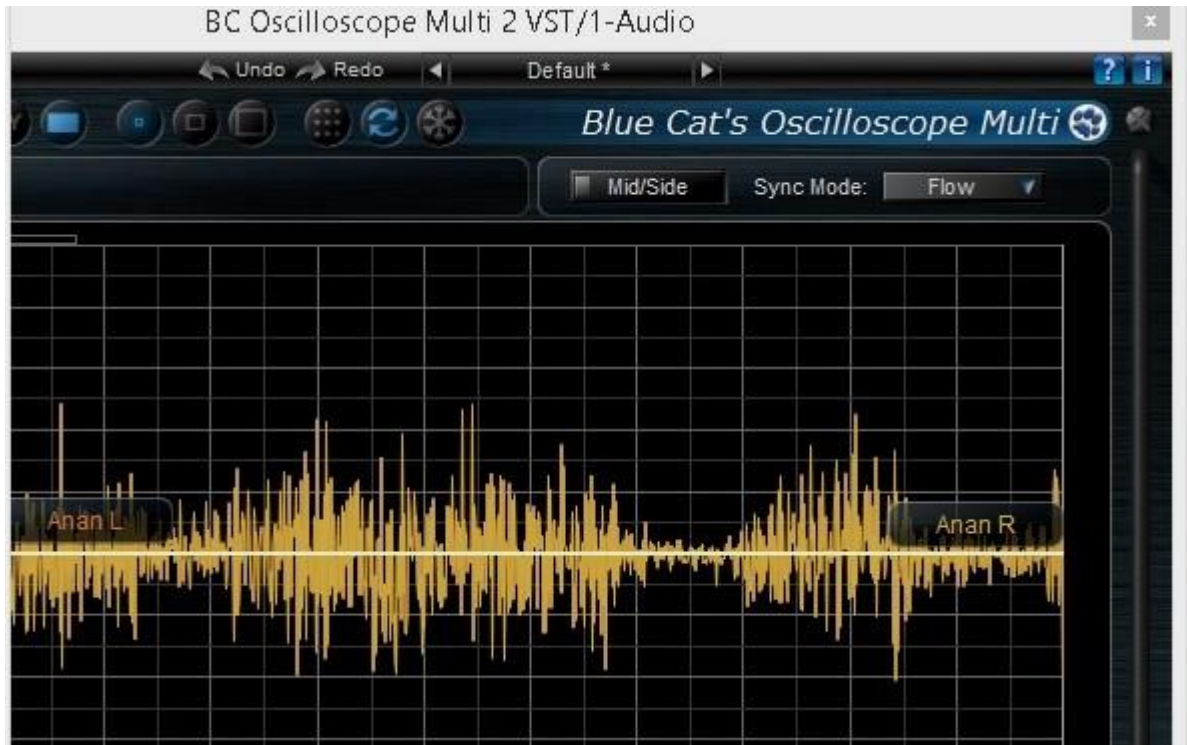 BC Oscilloscope Multi 2 VST/1-Audio
Undo Redo Default * ? i
Blue Cat's Oscilloscope Multi
Mid/Side Sync Mode: Flow
Anan L Anan R